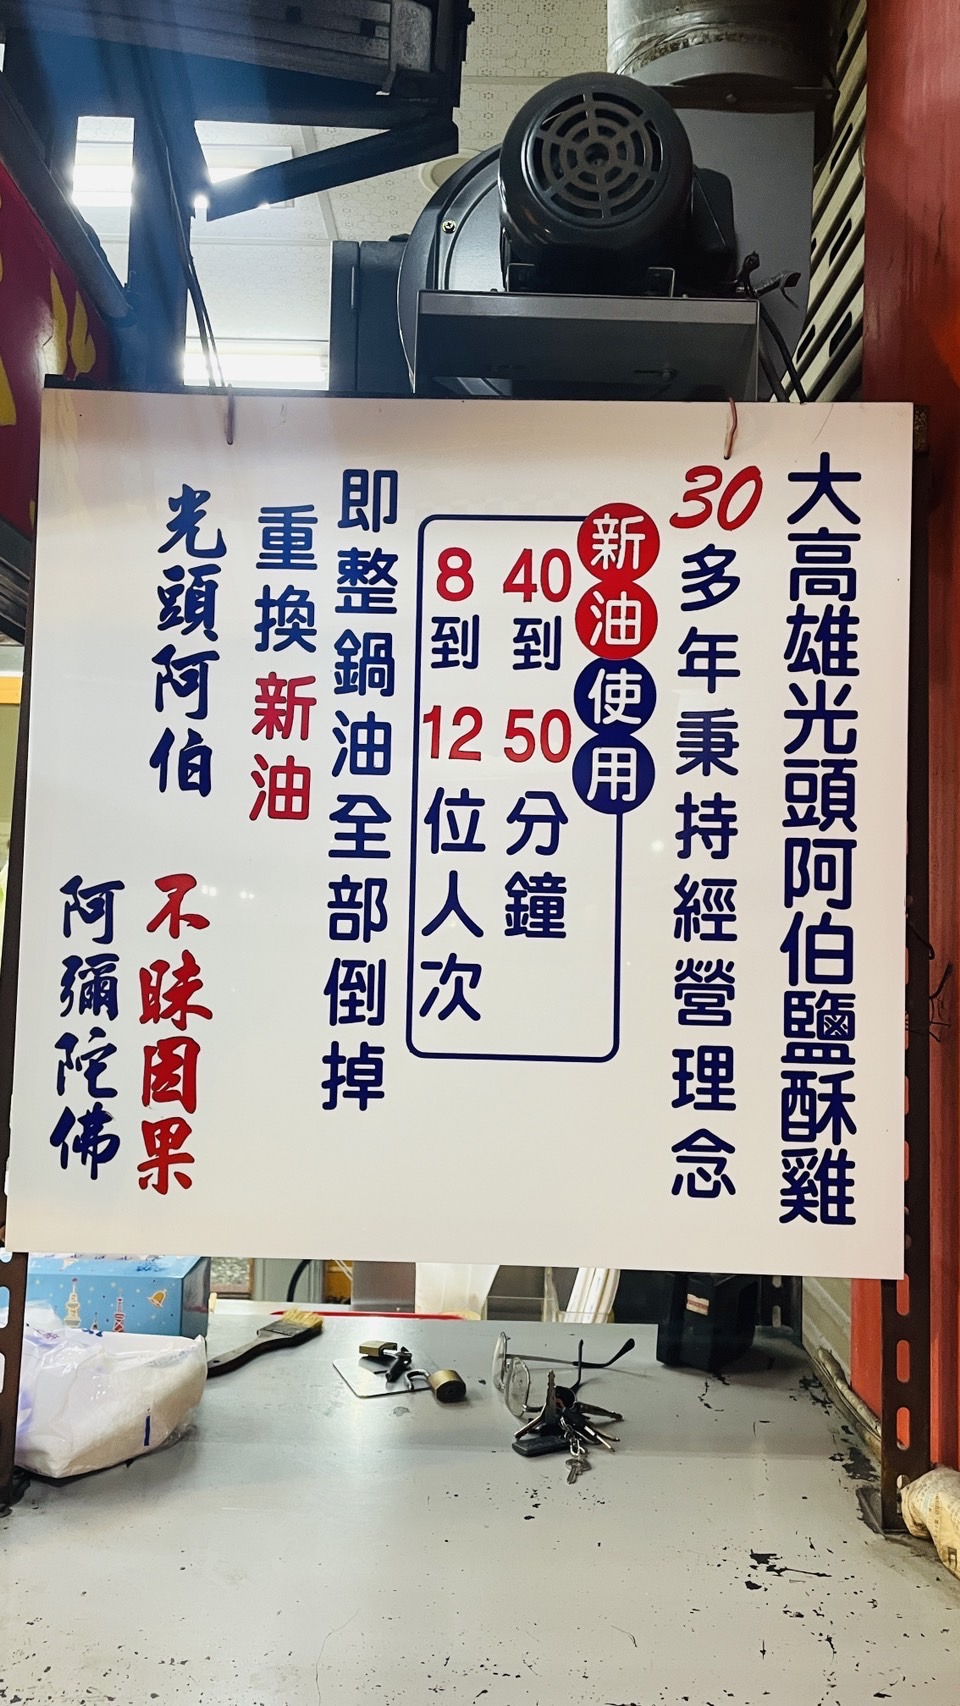 大高雄光頭阿伯鹽酥雞
30多年秉持經營理念
新油使用
40到50分鐘
8到12位人次
即整鍋油全部倒掉
重換新油
光頭阿伯
不昧因果
阿彌陀佛